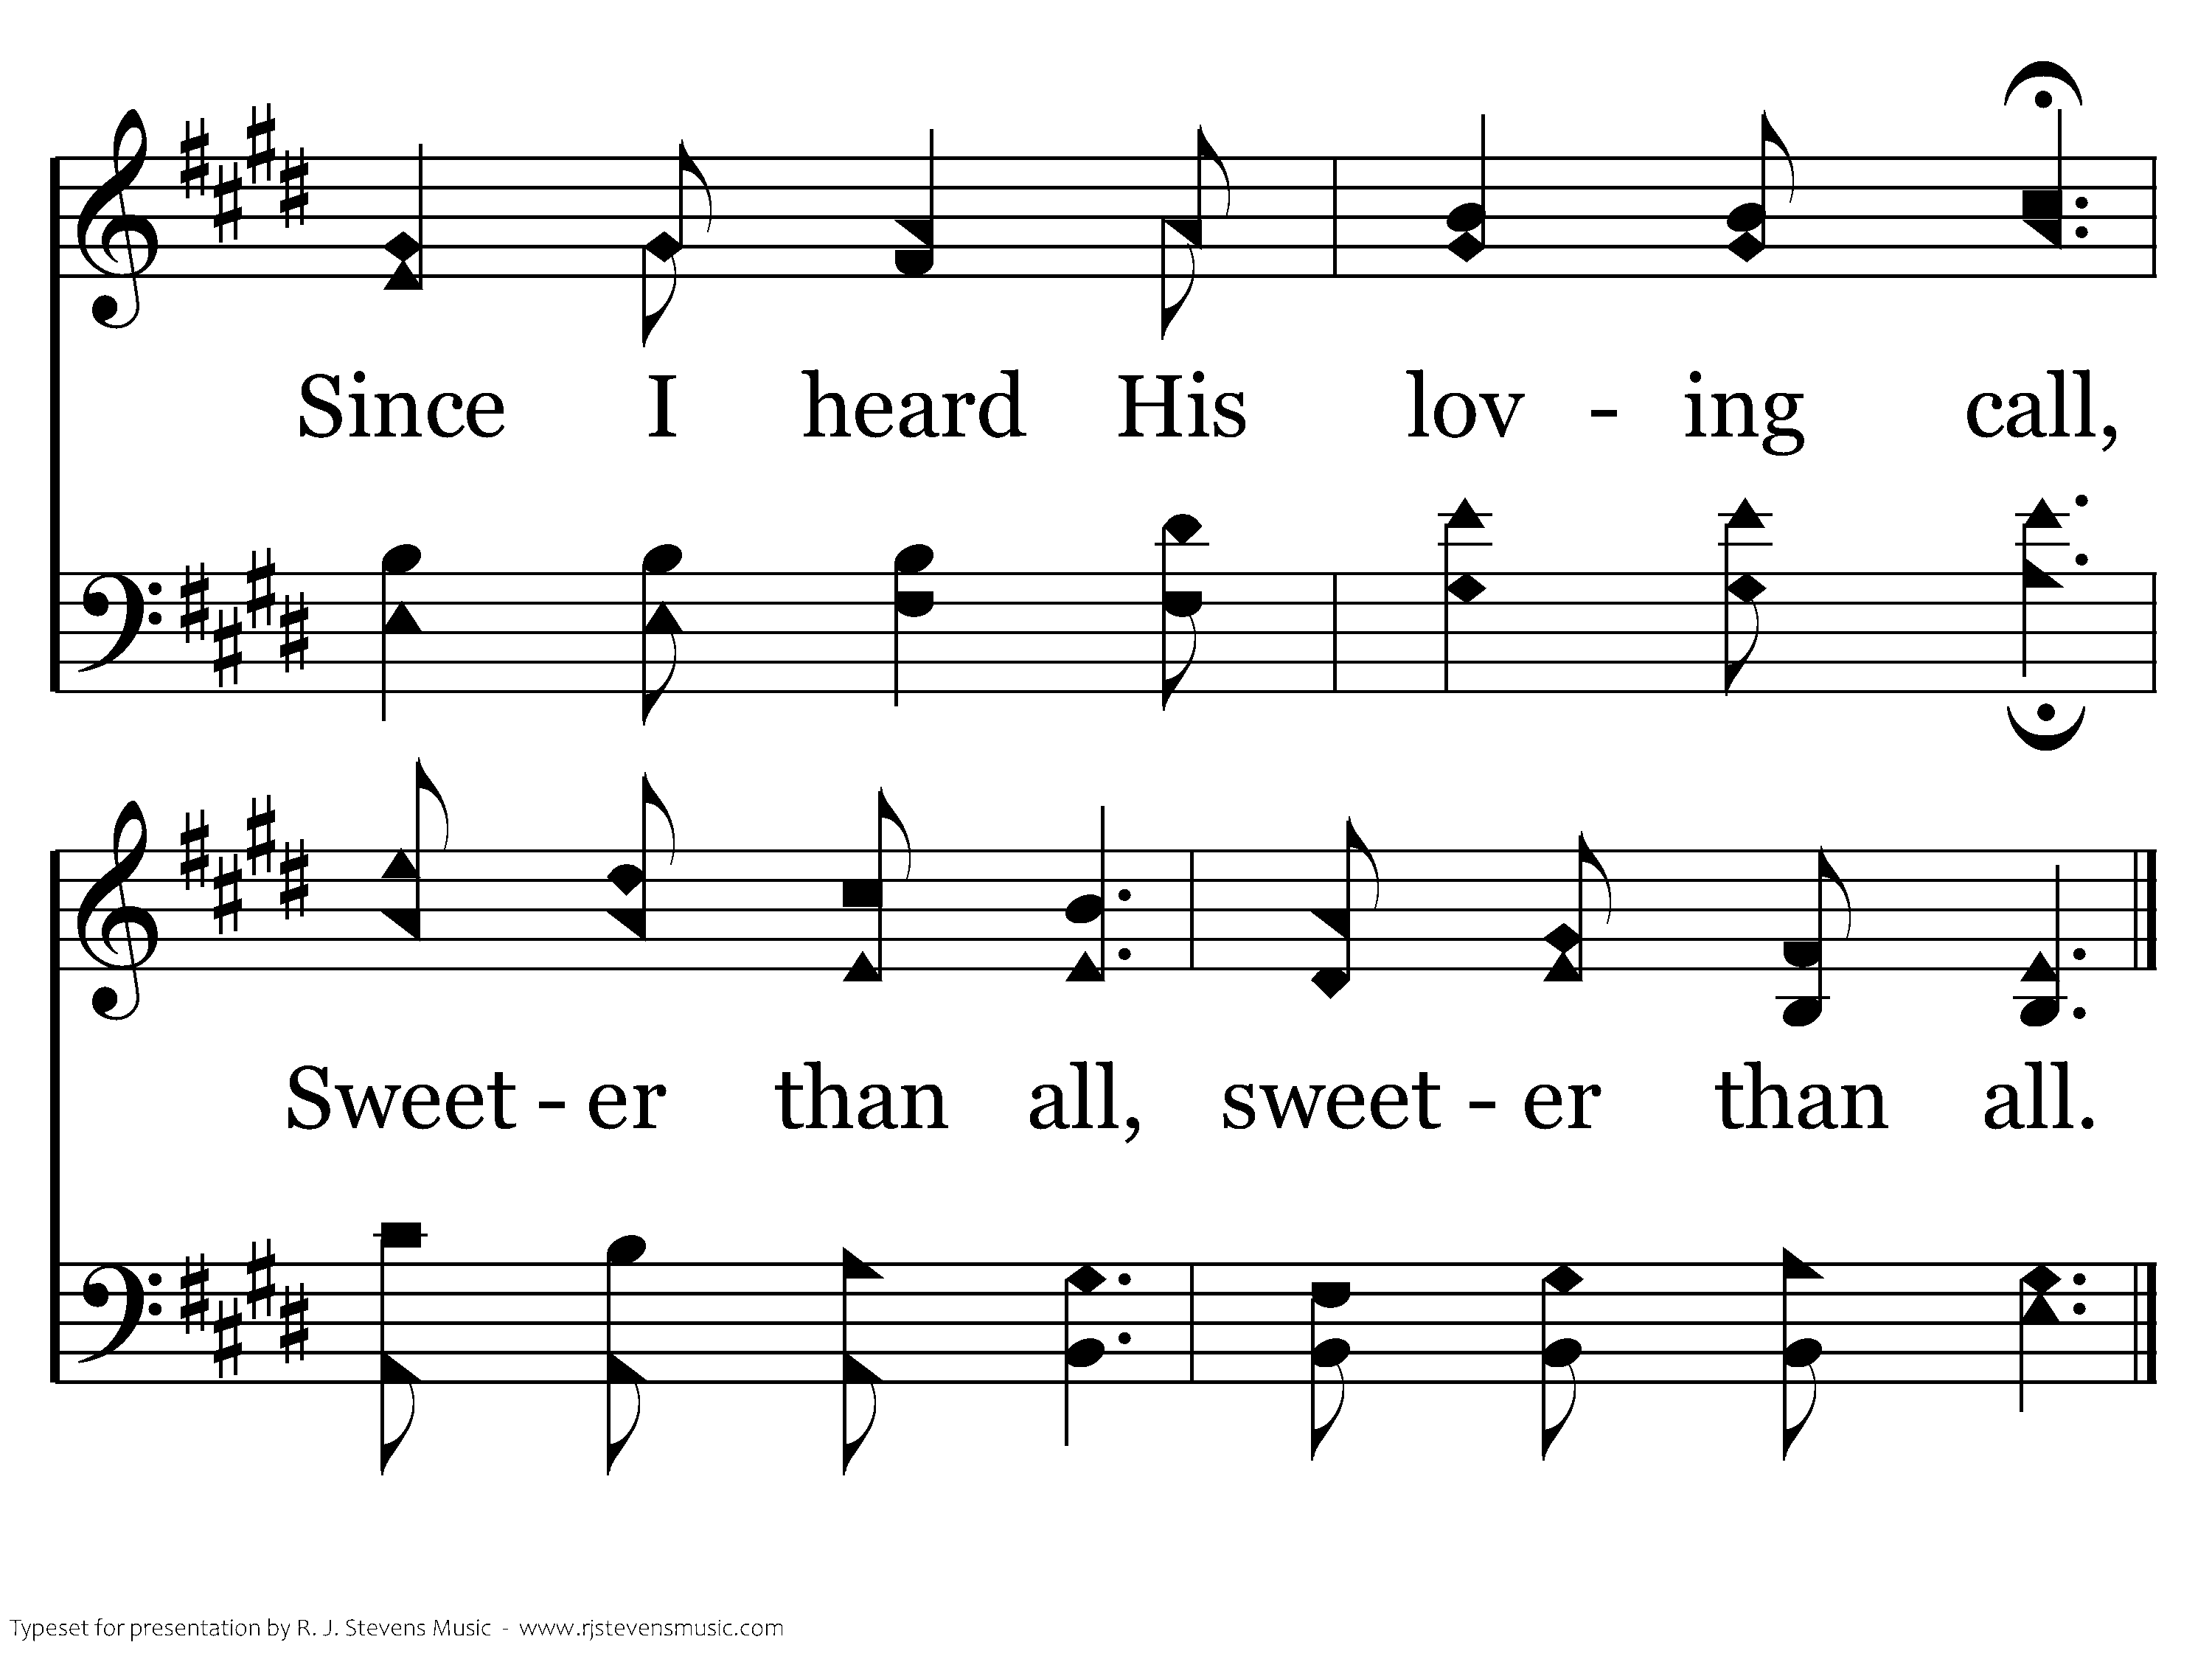 Since I heard His lov - ing call,
Sweet - er than all, sweet - er than all.
Typeset for presentation by R. J. Stevens Music - www.rjstevensmusic.com